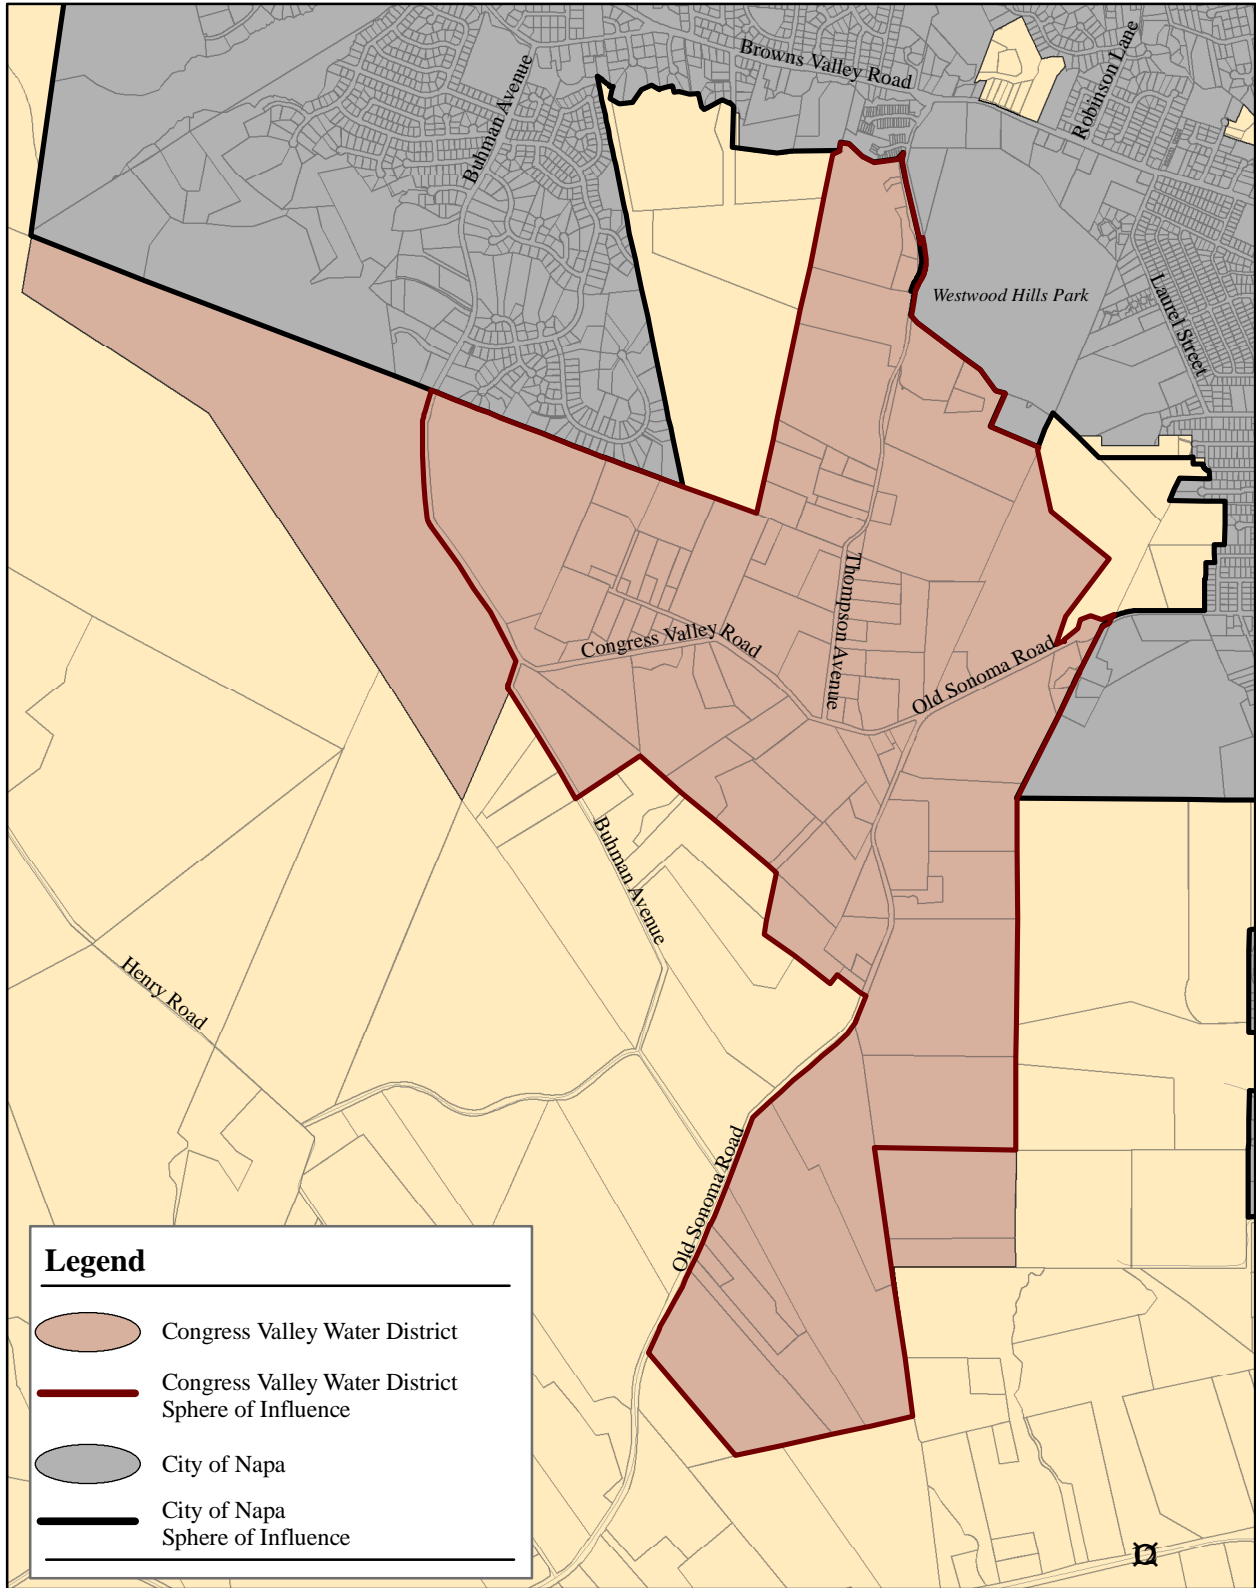 Browns Valley Road
Robinson Lane
Buhman Avenue
Westwood Hills Park
Laurel Street
Thompson Avenue
Congress Valley Road
Old Sonoma Road
Buhman Avenue
Henry Road
Old Sonoma Road
Legend
Congress Valley Water District
Congress Valley Water District
Sphere of Influence
City of Napa
City of Napa
Sphere of Influence